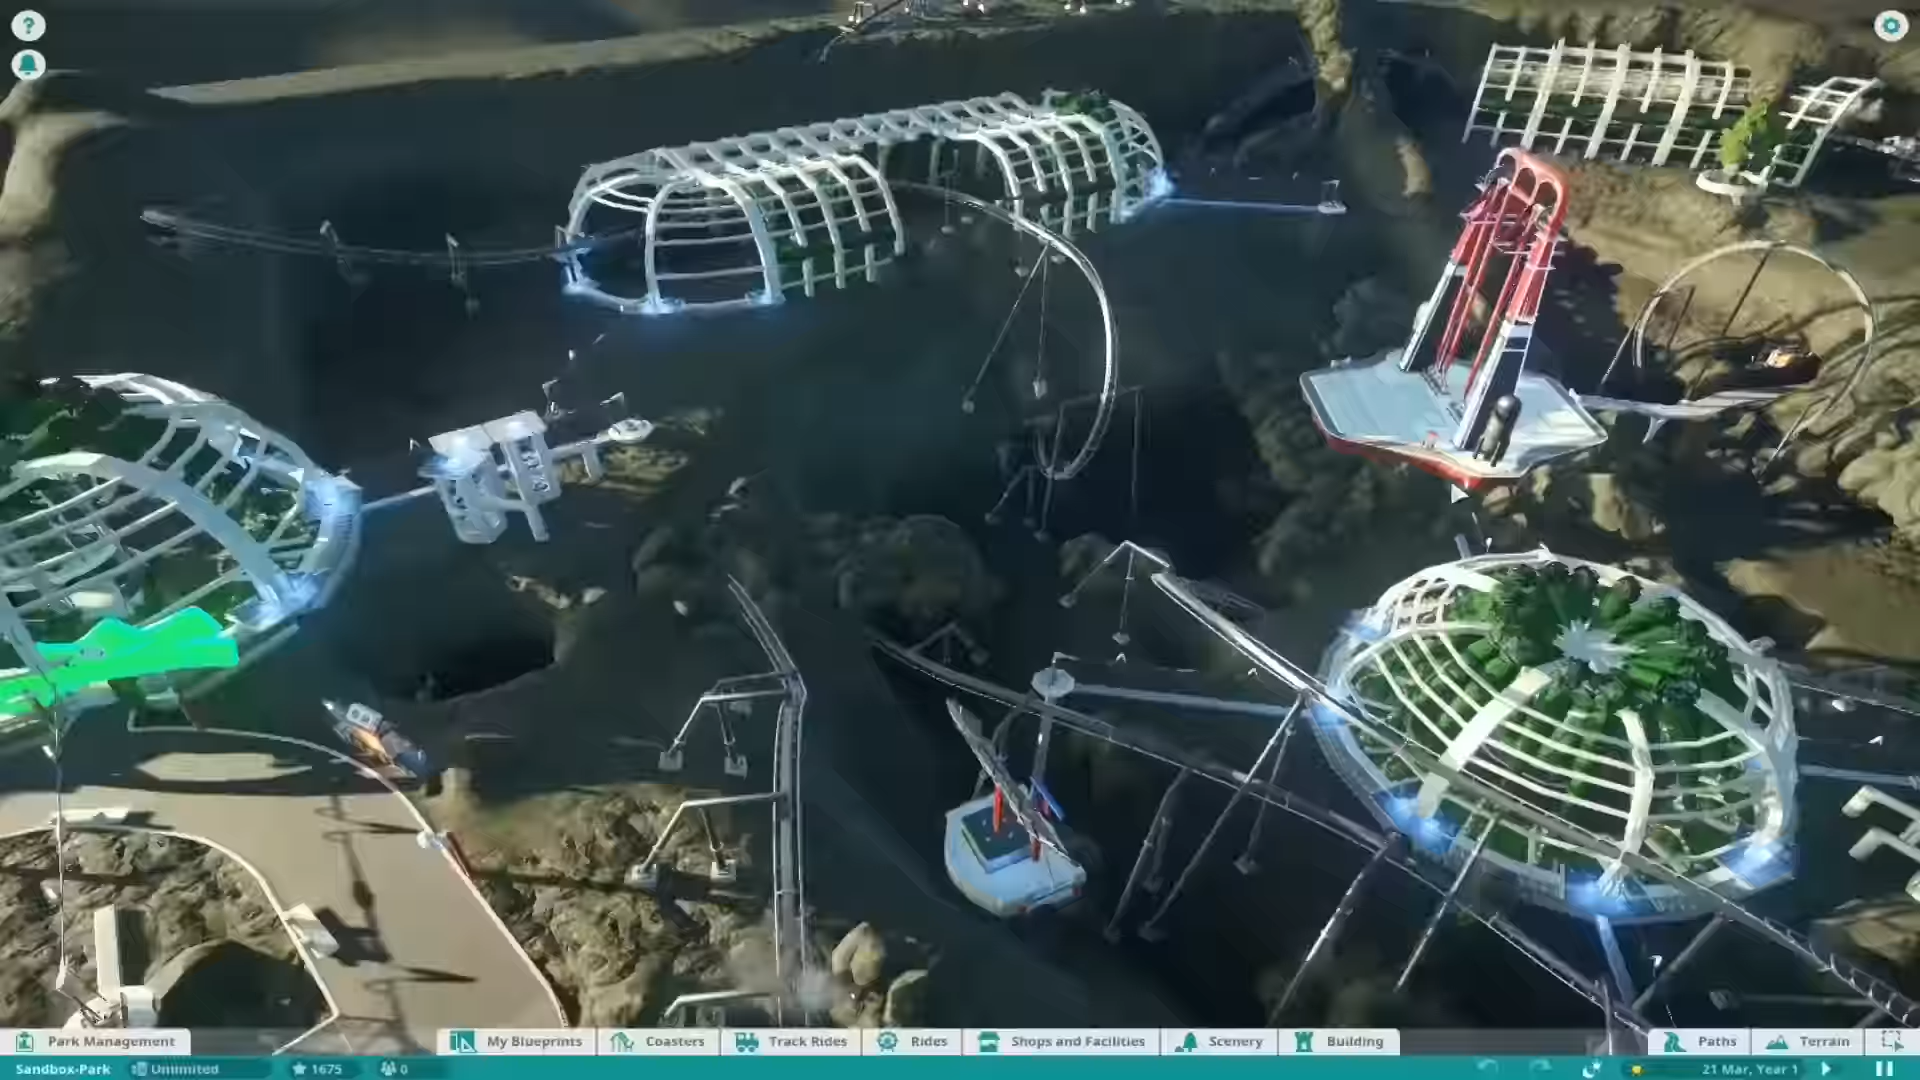 ?
Park Management
My Blueprints
Coasters
Track Rides
Rides
Shops and Facilities
Scenery
Building
Paths
Terrain
Sandbox-Park
Unlimited
1675
0
21 Mar, Year 1